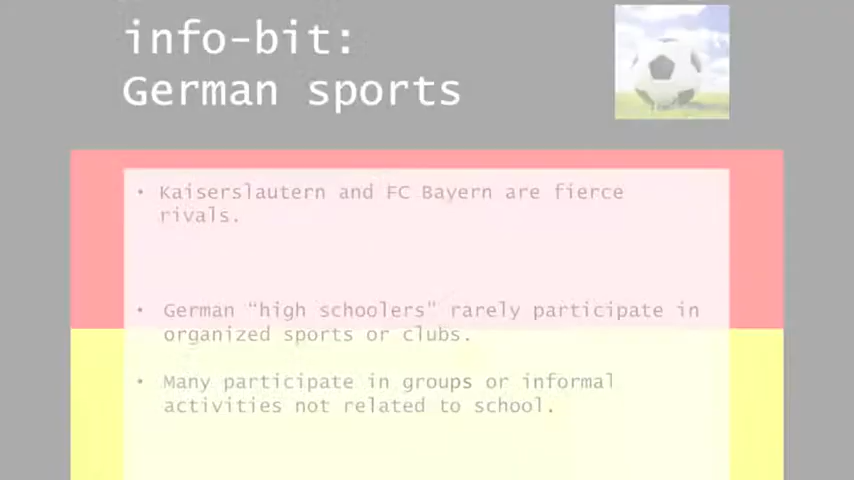 info-bit:
German sports
• Kaiserslautern and FC Bayern are fierce
rivals.
• German “high schoolers” rarely participate in
organized sports or clubs.
• Many participate in groups or informal
activities not related to school.